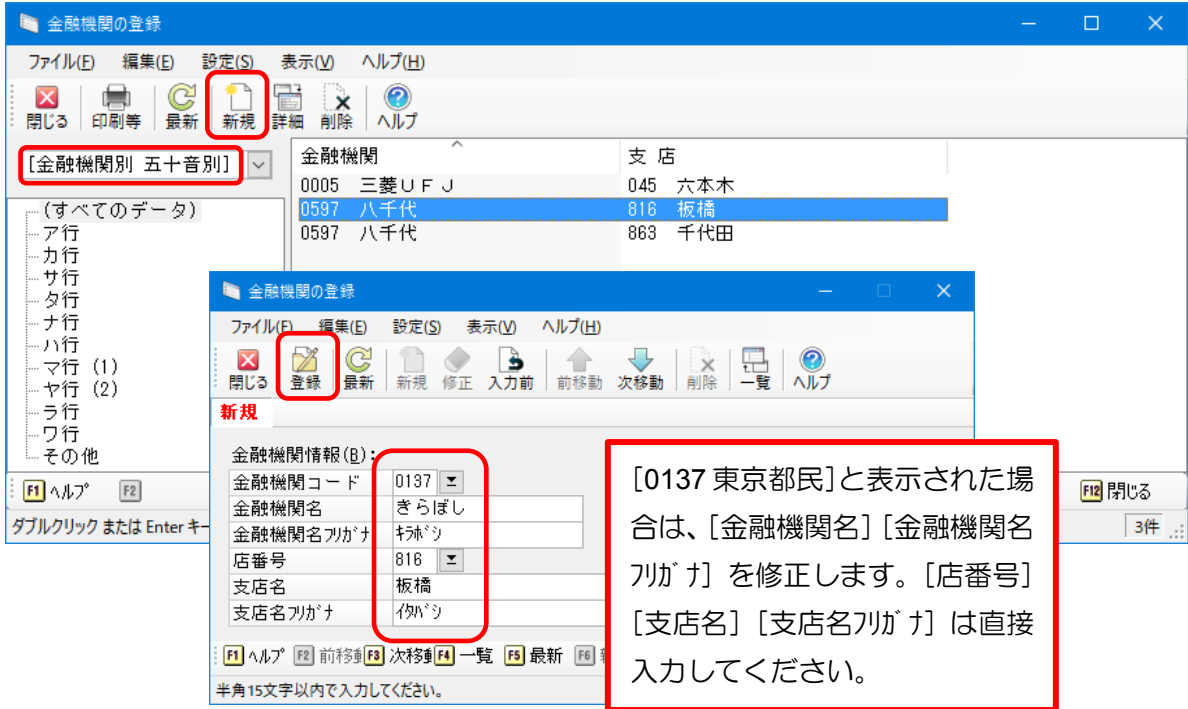 金融機関の登録
ファイル(F) 編集(E) 設定(S) 表示(V) ヘルプ(H)
閉じる 印刷等 最新 新規 詳細 削除 ヘルプ
[金融機関別 五十音別]
金融機関 支 店
0005 三菱ＵＦＪ 045 六本木
0597 八千代 816 板橋
0597 八千代 863 千代田
(すべてのデータ)
ア行
カ行
サ行
タ行
ナ行
ハ行
マ行 (1)
ヤ行 (2)
ラ行
ワ行
その他
F1 ﾍﾙﾌﾟ F2
F12 閉じる
ダブルクリック または Enter キー
3件
金融機関の登録
ファイル(F) 編集(E) 設定(S) 表示(V) ヘルプ(H)
閉じる 登録 最新 新規 修正 入力前 前移動 次移動 削除 一覧 ヘルプ
新規
金融機関情報(B):
金融機関コード 0137
金融機関名 きらぼし
金融機関名ﾌﾘｶﾞﾅ ｷﾗﾎﾞｼ
店番号 816
支店名 板橋
支店名ﾌﾘｶﾞﾅ ｲﾀﾊﾞｼ
F1 ﾍﾙﾌﾟ F2 前移動 F3 次移動 F4 一覧 F5 最新 F6
半角15文字以内で入力してください。
[0137 東京都民]と表示された場
合は、[金融機関名] [金融機関名
ﾌﾘｶﾞﾅ] を修正します。[店番号]
[支店名] [支店名ﾌﾘｶﾞﾅ] は直接
入力してください。